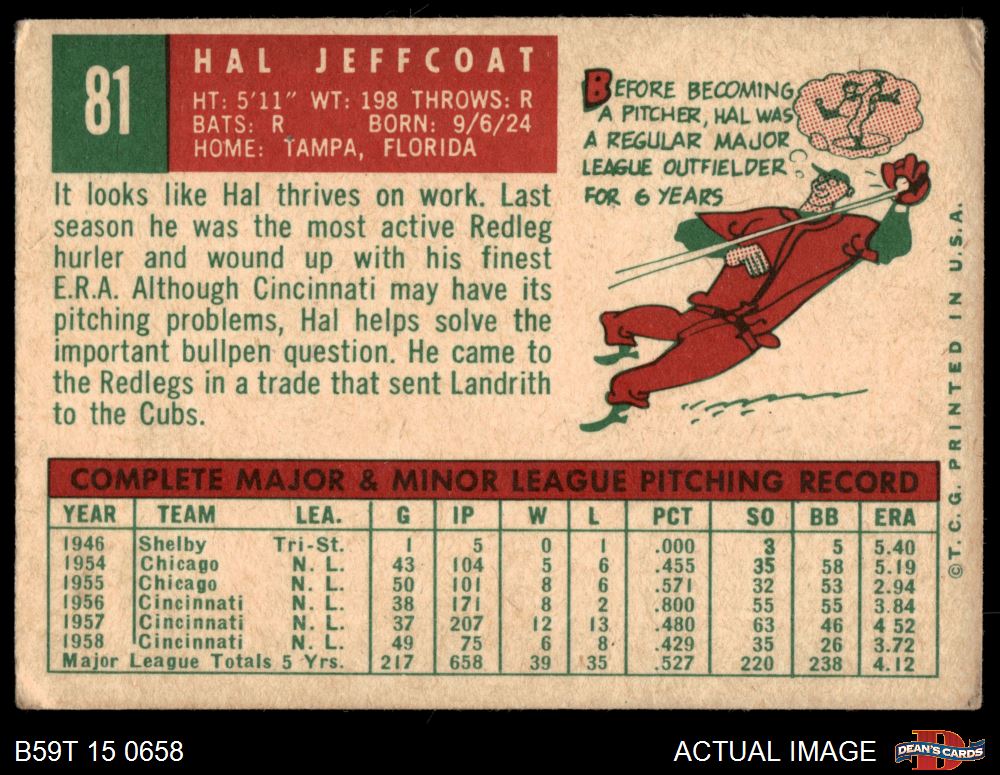 81
HAL JEFFCOAT
HT: 5'11" WT: 198 THROWS: R
BATS: R BORN: 9/6/24
HOME: TAMPA, FLORIDA
BEFORE BECOMING
A PITCHER, HAL WAS
A REGULAR MAJOR
LEAGUE OUTFIELDER
FOR 6 YEARS
It looks like Hal thrives on work. Last
season he was the most active Redleg
hurler and wound up with his finest
E.R.A. Although Cincinnati may have its
pitching problems, Hal helps solve the
important bullpen question. He came to
the Redlegs in a trade that sent Landrith
to the Cubs.
COMPLETE MAJOR & MINOR LEAGUE PITCHING RECORD
YEAR TEAM LEA. G IP W L PCT SO BB ERA
1946 Shelby Tri-St. 1 5 0 1 .000 3 5 5.40
1954 Chicago N. L. 43 104 5 6 .455 35 58 5.19
1955 Chicago N. L. 50 101 8 6 .571 32 53 2.94
1956 Cincinnati N. L. 38 171 8 2 .800 55 55 3.84
1957 Cincinnati N. L. 37 207 12 13 .480 63 46 4 52
1958 Cincinnati N. L. 49 75 6 8 .429 35 26 3.72
Major League Totals 5 Yrs. 217 658 39 35 .527 220 238 4.12
©T.C.G. PRINTED IN U.S.A.
B59T 15 0658
ACTUAL IMAGE
DEAN'S CARDS